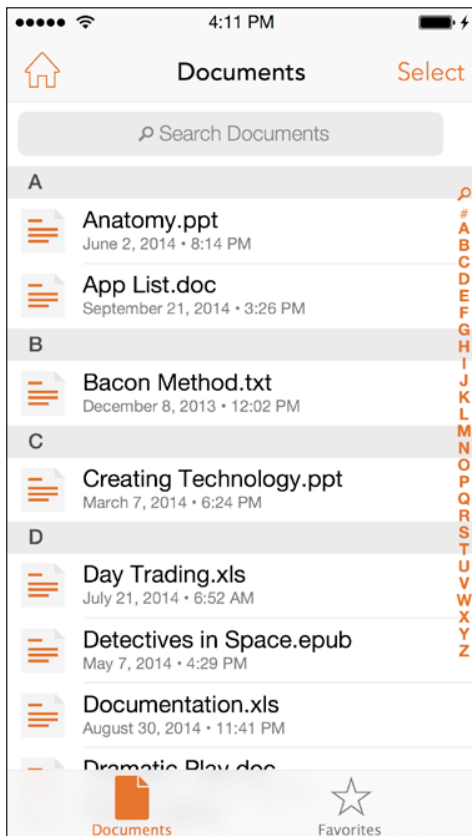 4:11 PM
Documents
Select
Search Documents
A
Anatomy.ppt
June 2, 2014 • 8:14 PM
App List.doc
September 21, 2014 • 3:26 PM
B
Bacon Method.txt
December 8, 2013 • 12:02 PM
C
Creating Technology.ppt
March 7, 2014 • 6:24 PM
D
Day Trading.xls
July 21, 2014 • 6:52 AM
Detectives in Space.epub
May 7, 2014 • 4:29 PM
Documentation.xls
August 30, 2014 • 11:41 PM
Dramatic Play.doc
#
A
B
C
D
E
F
G
H
I
J
K
L
M
N
O
P
Q
R
S
T
U
V
W
X
Y
Z
Documents
Favorites